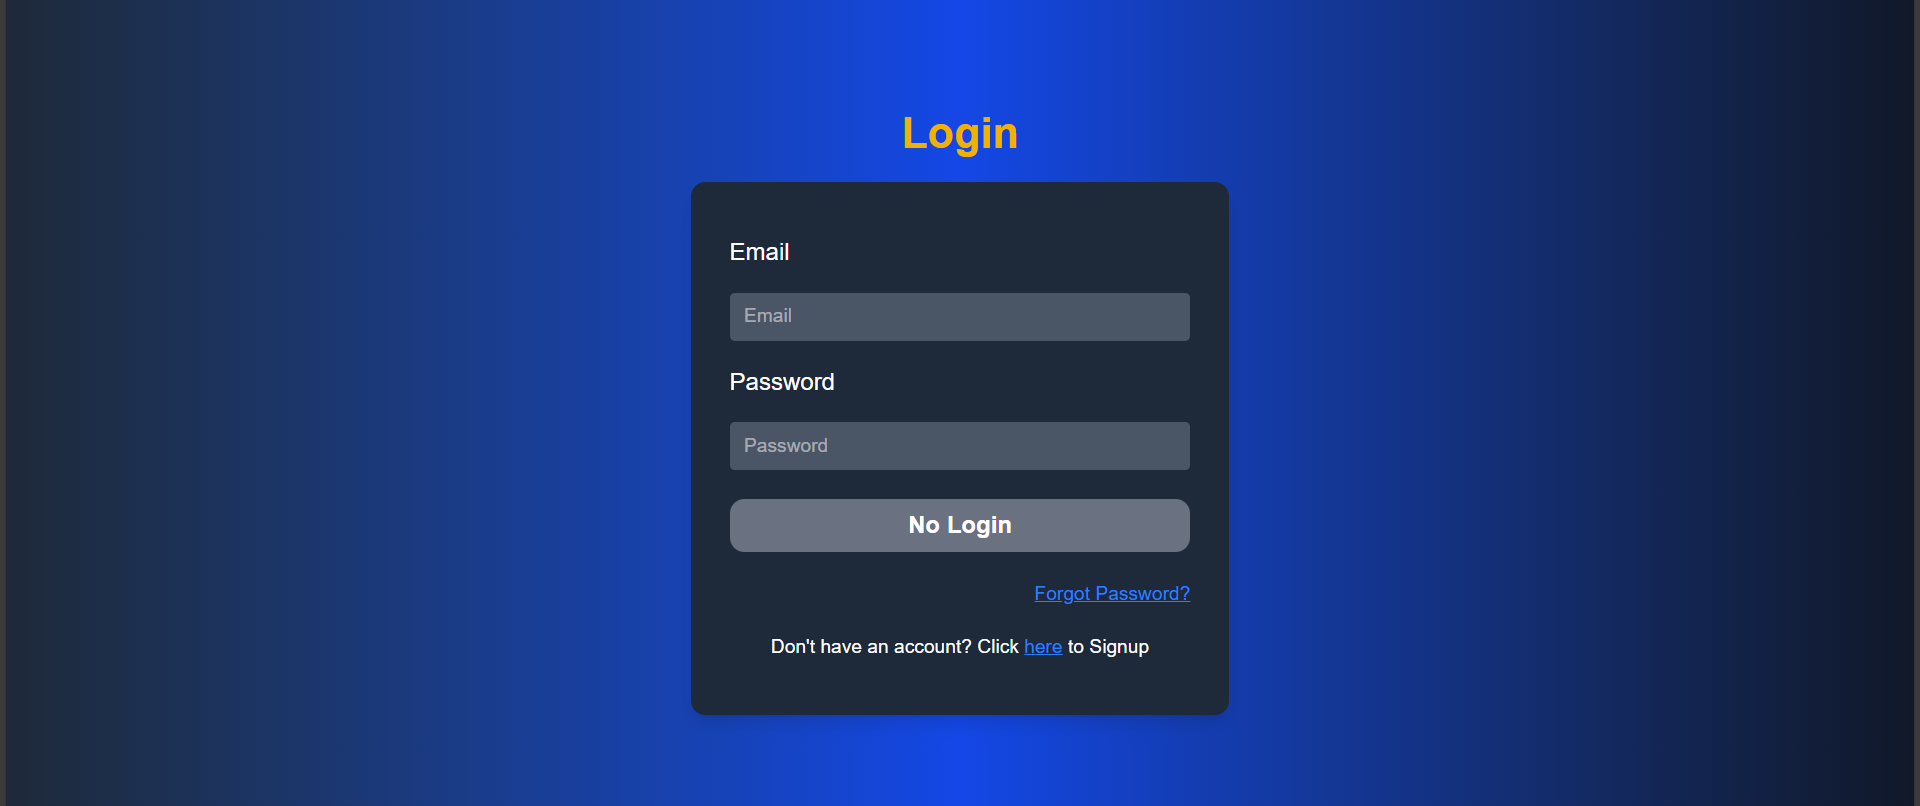 Login
Email
Email
Password
Password
No Login
Forgot Password?
Don't have an account? Click here to Signup